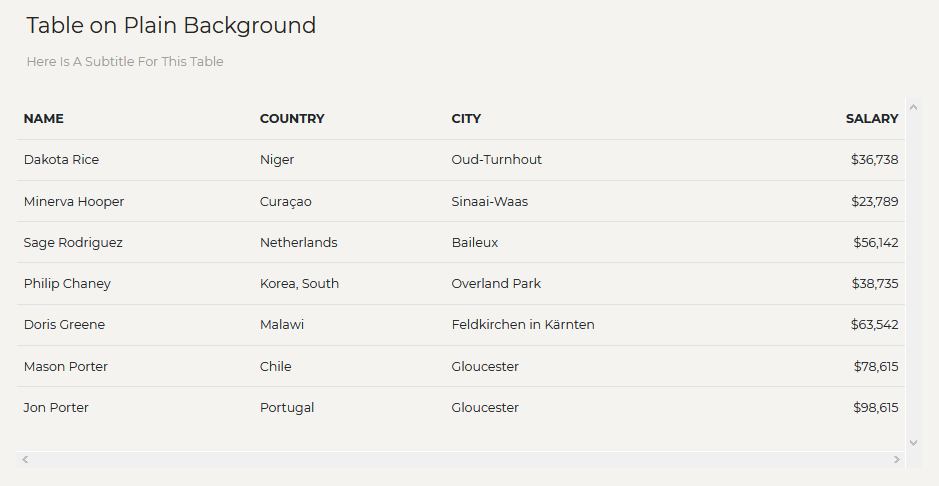 Table on Plain Background
Here Is A Subtitle For This Table
NAME COUNTRY CITY SALARY
Dakota Rice Niger Oud-Turnhout $36,738
Minerva Hooper Curaçao Sinaai-Waas $23,789
Sage Rodriguez Netherlands Baileux $56,142
Philip Chaney Korea, South Overland Park $38,735
Doris Greene Malawi Feldkirchen in Kärnten $63,542
Mason Porter Chile Gloucester $78,615
Jon Porter Portugal Gloucester $98,615